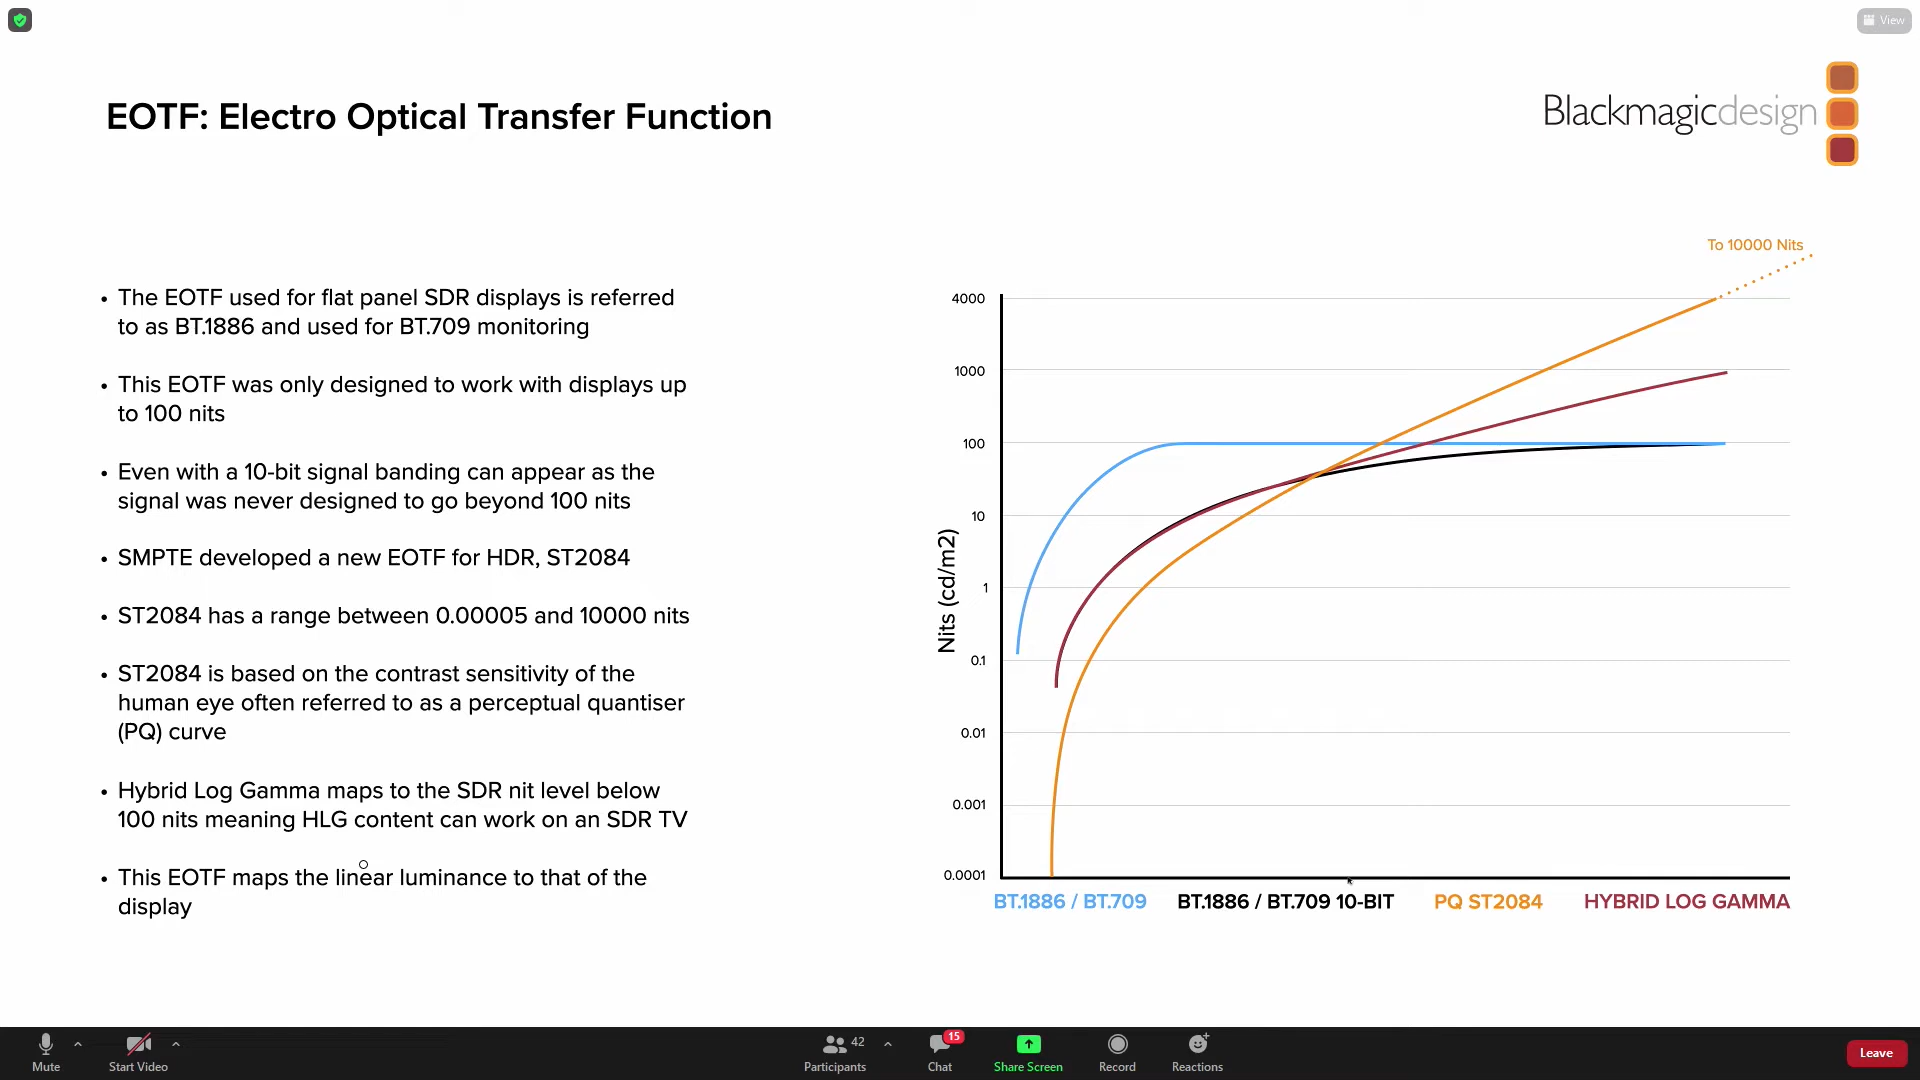 View
EOTF: Electro Optical Transfer Function
Blackmagicdesign
• The EOTF used for flat panel SDR displays is referred
to as BT.1886 and used for BT.709 monitoring
• This EOTF was only designed to work with displays up
to 100 nits
• Even with a 10-bit signal banding can appear as the
signal was never designed to go beyond 100 nits
• SMPTE developed a new EOTF for HDR, ST2084
• ST2084 has a range between 0.00005 and 10000 nits
• ST2084 is based on the contrast sensitivity of the
human eye often referred to as a perceptual quantiser
(PQ) curve
• Hybrid Log Gamma maps to the SDR nit level below
100 nits meaning HLG content can work on an SDR TV
• This EOTF maps the linear luminance to that of the
display
To 10000 Nits
Nits (cd/m2)
4000
1000
100
10
1
0.1
0.01
0.001
0.0001
BT.1886 / BT.709 BT.1886 / BT.709 10-BIT PQ ST2084 HYBRID LOG GAMMA
42
15
Mute Start Video Participants Chat Share Screen Record Reactions Leave